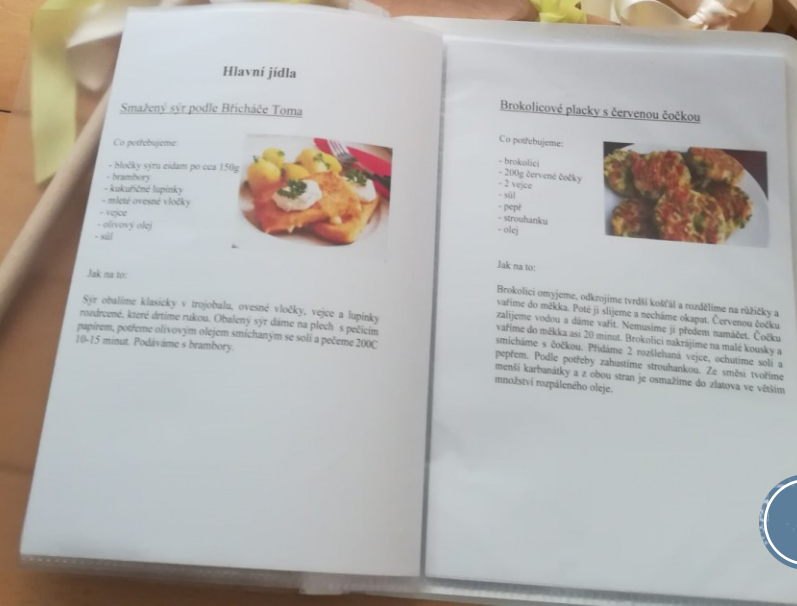 Hlavní jídla
Smažený sýr podle Břicháče Toma
Co potřebujeme:
- bločky sýru eidam po cca 150g
- brambory
- kukuřičné lupínky
- mleté ovesné vločky
- vejce
- olivový olej
- sůl
Jak na to:
Sýr obalíme klasicky v trojobalu, ovesné vločky, vejce a lupínky
rozdrcené, které drtíme rukou. Obalený sýr dáme na plech s pečícím
papírem, potřeme olivovým olejem smíchaným se solí a pečeme 200C
10-15 minut. Podáváme s brambory.
Brokolicové placky s červenou čočkou
Co potřebujeme:
- brokolici
- 200g červené čočky
- 2 vejce
- sůl
- pepř
- strouhanku
- olej
Jak na to:
Brokolici omyjeme, odkrojíme tvrdší košťál a rozdělíme na růžičky a
vaříme do měkka. Poté ji slijeme a necháme okapat. Červenou čočku
zalijeme vodou a dáme vařit. Nemusíme ji předem namáčet. Čočku
vaříme do měkka asi 20 minut. Brokolici nakrájíme na malé kousky a
smícháme s čočkou. Přidáme 2 rozšlehaná vejce, ochutíme solí a
pepřem. Podle potřeby zahustíme strouhankou. Ze směsi tvoříme
menší karbanátky a z obou stran je osmažíme do zlatova ve větším
množství rozpáleného oleje.